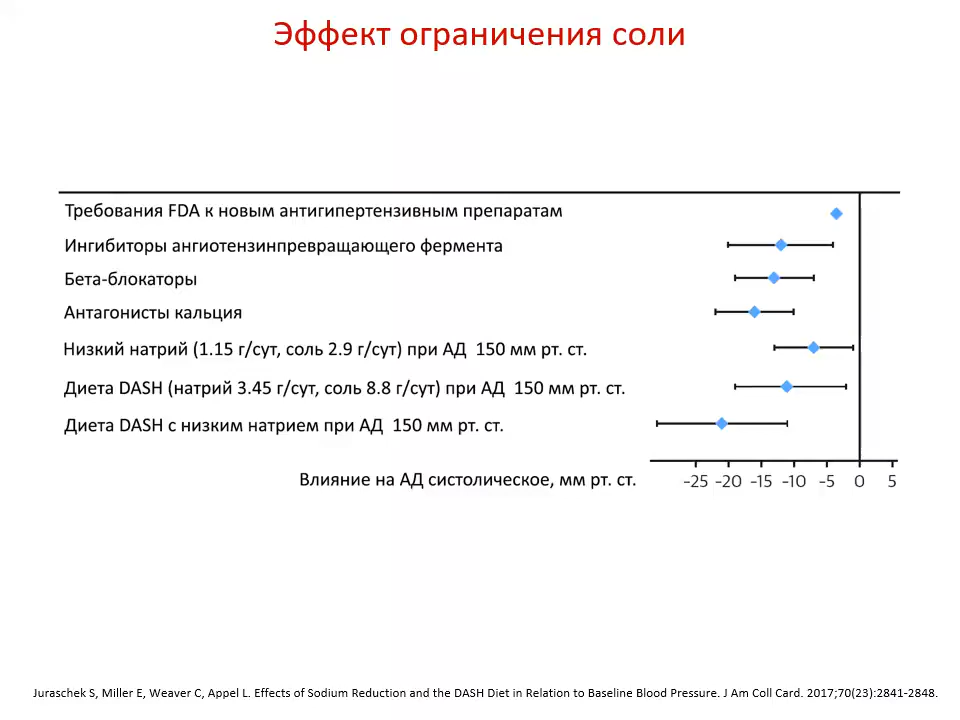 Эффект ограничения соли
Требования FDA к новым антигипертензивным препаратам
Ингибиторы ангиотензинпревращающего фермента
Бета-блокаторы
Антагонисты кальция
Низкий натрий (1.15 г/сут, соль 2.9 г/сут) при АД 150 мм рт. ст.
Диета DASH (натрий 3.45 г/сут, соль 8.8 г/сут) при АД 150 мм рт. ст.
Диета DASH с низким натрием при АД 150 мм рт. ст.
Влияние на АД систолическое, мм рт. ст. -25 -20 -15 -10 -5 0 5
Juraschek S, Miller E, Weaver C, Appel L. Effects of Sodium Reduction and the DASH Diet in Relation to Baseline Blood Pressure. J Am Coll Card. 2017;70(23):2841-2848.